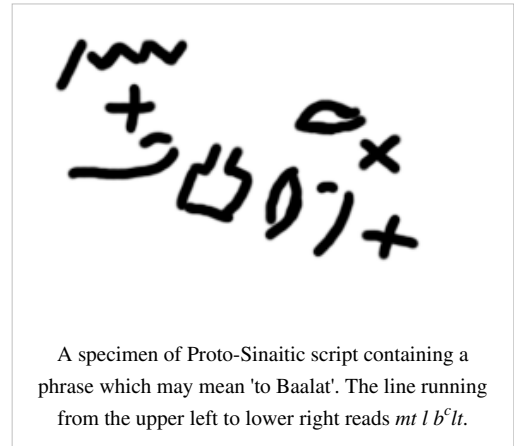 A specimen of Proto-Sinaitic script containing a
phrase which may mean 'to Baalat'. The line running
from the upper left to lower right reads mt l bᶜlt.